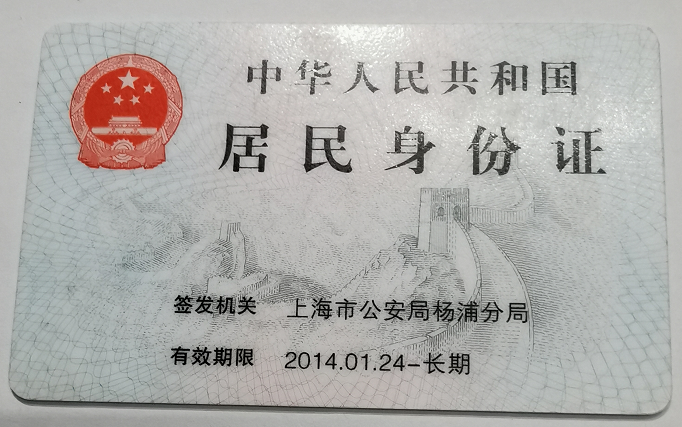 中华人民共和国
居民身份证
签发机关 上海市公安局杨浦分局
有效期限 2014.01.24-长期